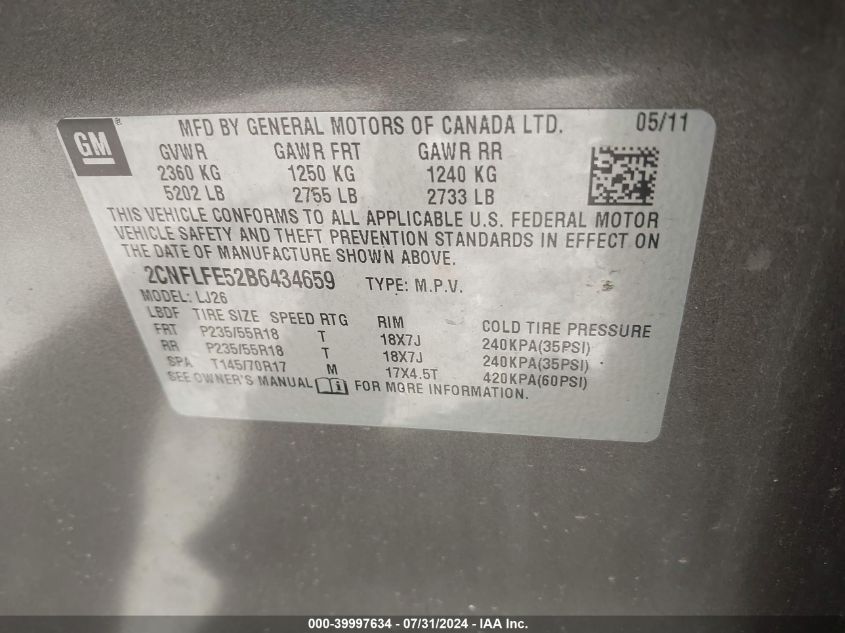 GM®
MFD BY GENERAL MOTORS OF CANADA LTD. 05/11
GVWR GAWR FRT GAWR RR
2360 KG 1250 KG 1240 KG
5202 LB 2755 LB 2733 LB
THIS VEHICLE CONFORMS TO ALL APPLICABLE U.S. FEDERAL MOTOR
VEHICLE SAFETY AND THEFT PREVENTION STANDARDS IN EFFECT ON
THE DATE OF MANUFACTURE SHOWN ABOVE.
2CNFLFE52B6434659 TYPE: M.P.V.
MODEL: LJ26
LBDF TIRE SIZE SPEED RTG RIM COLD TIRE PRESSURE
FRT P235/55R18 T 18X7J 240KPA(35PSI)
RR P235/55R18 T 18X7J 240KPA(35PSI)
SPA T145/70R17 M 17X4.5T 420KPA(60PSI)
SEE OWNER'S MANUAL FOR MORE INFORMATION.
000-39997634 - 07/31/2024 - IAA Inc.